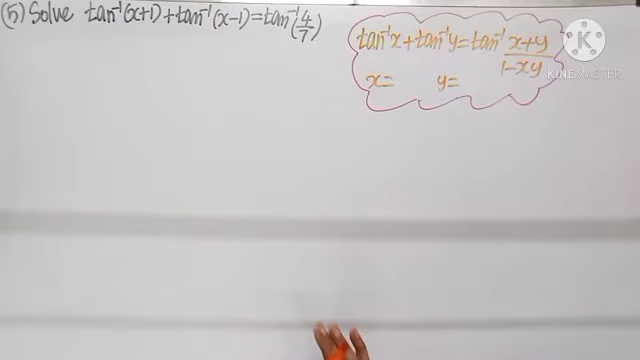 (5) Solve tan⁻¹(x+1) + tan⁻¹(x-1) = tan⁻¹(4/7)
tan⁻¹x + tan⁻¹y = tan⁻¹ x+y/1-xy
x= y=
KINEMASTER